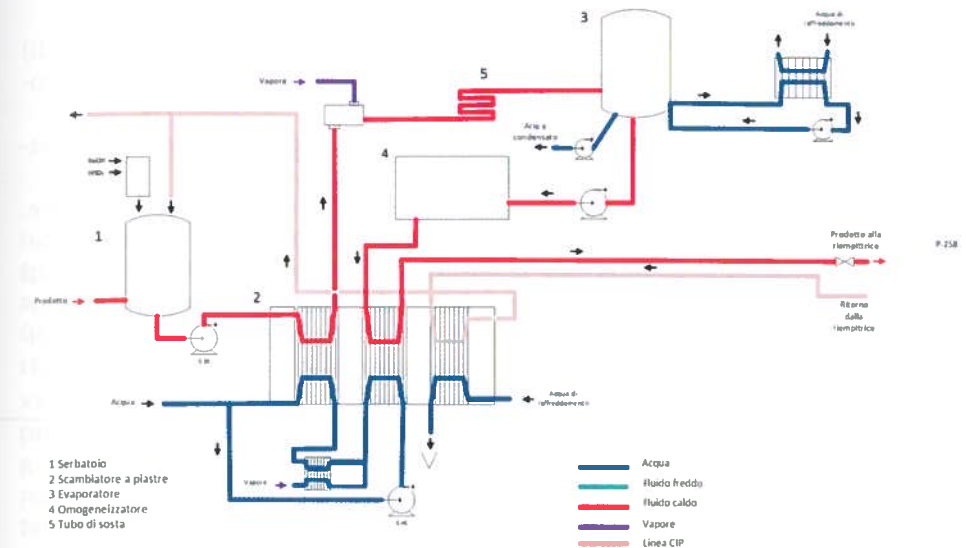 3
Acqua di
raffreddamento
Vapore
5
Acqua
condensato
4
1
Prodotto alla
riempitrice
P-258
Prodotto
2
Ritorno
dalla
riempitrice
Acqua
Acqua di
raffreddamento
Vapore
1 Serbatoio
2 Scambiatore a piastre
3 Evaporatore
4 Omogeneizzatore
5 Tubo di sosta
Acqua
Fluido freddo
Fluido caldo
Vapore
Linea CIP